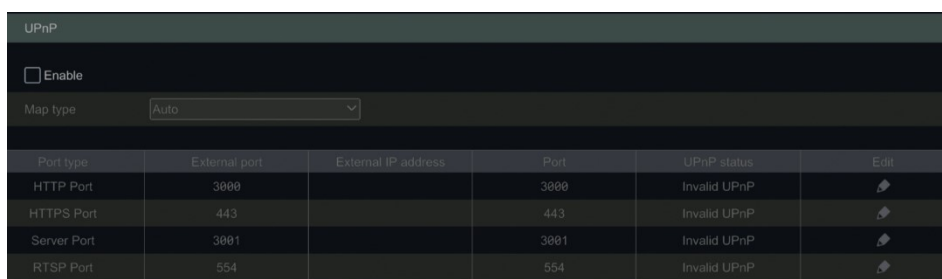 UPnP
Enable
Map type Auto
Port type External port External IP address Port UPnP status Edit
HTTP Port 3000 3000 Invalid UPnP
HTTPS Port 443 443 Invalid UPnP
Server Port 3001 3001 Invalid UPnP
RTSP Port 554 554 Invalid UPnP